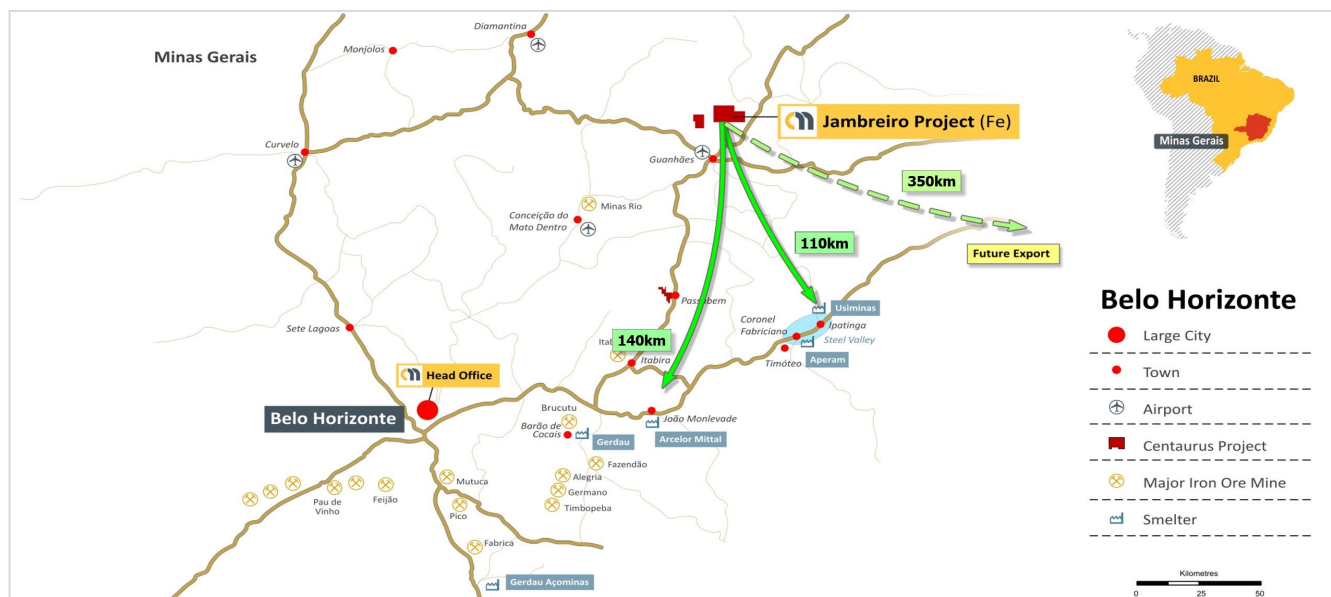 Minas Gerais
Diamantina
Monjolos
BRAZIL
Minas Gerais
Jambreiro Project (Fe)
Curvelo
Guanhães
350km
Minas Rio
Conceição do
Mato Dentro
110km
Future Export
Passabem
Usiminas
Coronel
Fabriciano
Ipatinga
Steel Valley
Sete Lagoas
140km
Itabira
Timóteo
Aperam
Head Office
Belo Horizonte
Brucutu
João Monlevade
Barão de
Cocais
Gerdau
Arcelor Mittal
Fazendão
Mutuca
Alegria
Germano
Timbopeba
Pau de
Vinho
Feijão
Pico
Fabrica
Gerdau Açominas
Belo Horizonte
Large City
Town
Airport
Centaurus Project
Major Iron Ore Mine
Smelter
Kilometres
0 25 50